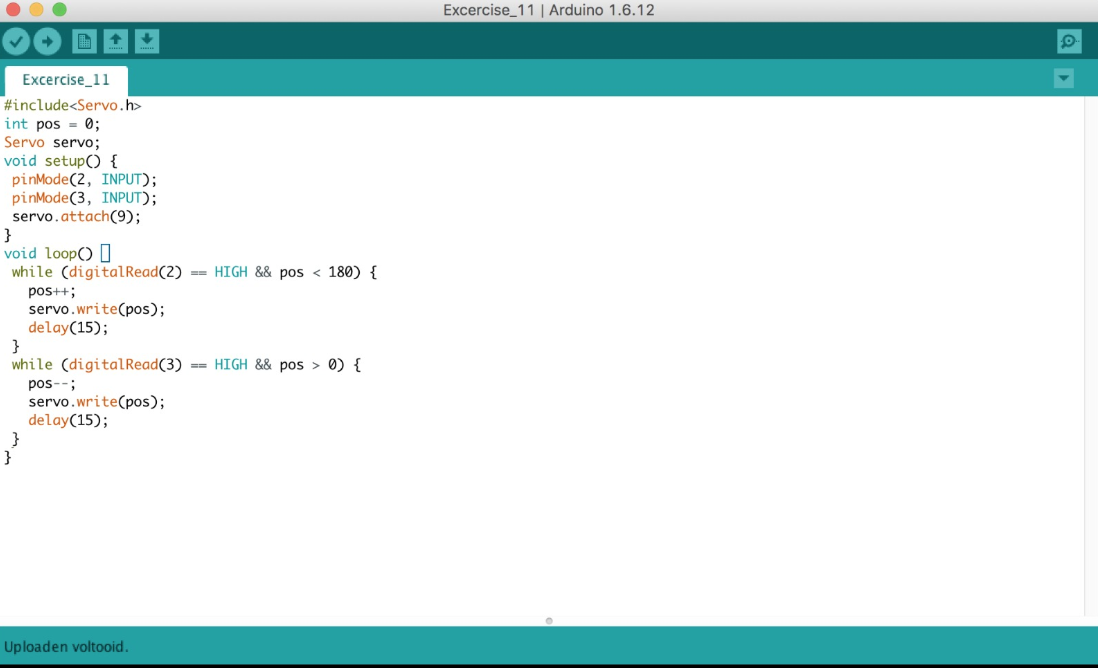 Excercise_11 | Arduino 1.6.12
Excercise_11
#include<Servo.h>
int pos = 0;
Servo servo;
void setup() {
pinMode(2, INPUT);
pinMode(3, INPUT);
servo.attach(9);
}
void loop()
while (digitalRead(2) == HIGH && pos < 180) {
pos++;
servo.write(pos);
delay(15);
}
while (digitalRead(3) == HIGH && pos > 0) {
pos--;
servo.write(pos);
delay(15);
}
}
Uploaden voltooid.